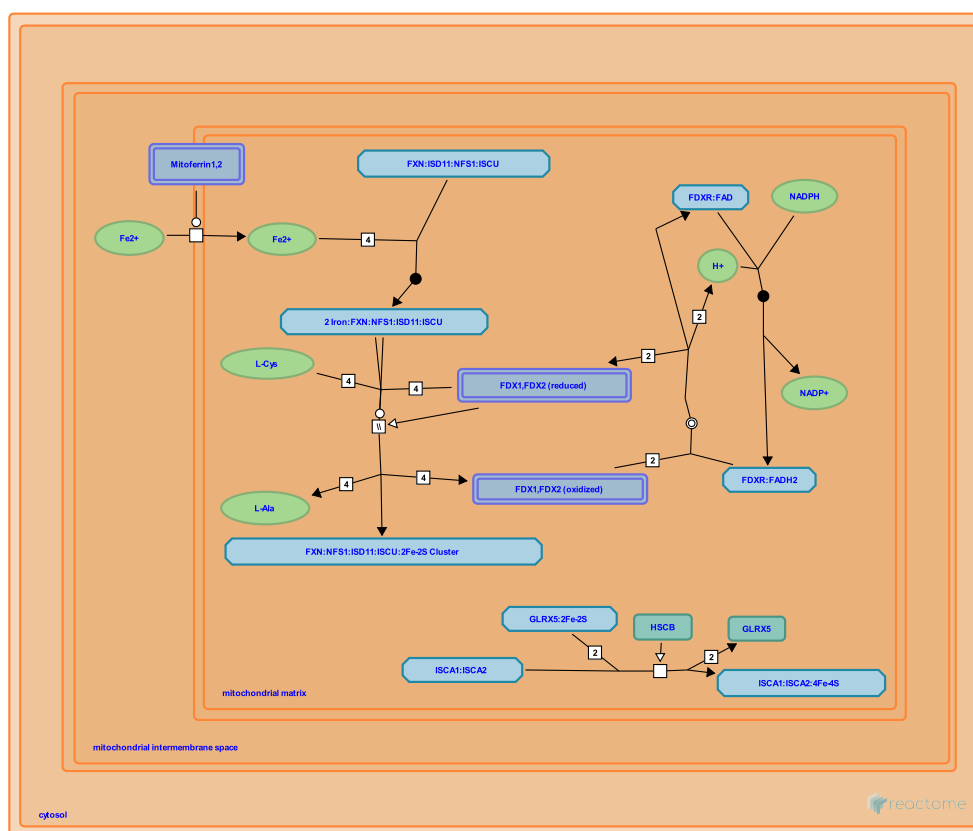 Mitoferrin1,2
FXN:ISD11:NFS1:ISCU
FDXR:FAD
NADPH
Fe2+
Fe2+
4
H+
2
2 Iron:FXN:NFS1:ISD11:ISCU
2
L-Cys
4
4
FDX1,FDX2 (reduced)
NADP+
\\
2
4
4
FDX1,FDX2 (oxidized)
FDXR:FADH2
L-Ala
FXN:NFS1:ISD11:ISCU:2Fe-2S Cluster
GLRX5:2Fe-2S
HSCB
GLRX5
2
2
ISCA1:ISCA2
ISCA1:ISCA2:4Fe-4S
mitochondrial matrix
mitochondrial intermembrane space
cytosol
reactome